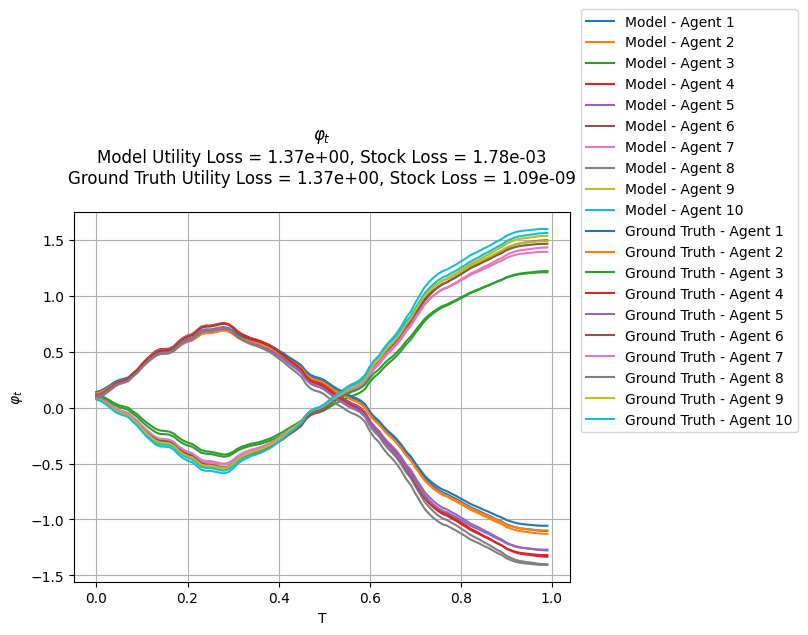 φt
Model Utility Loss = 1.37e+00, Stock Loss = 1.78e-03
Ground Truth Utility Loss = 1.37e+00, Stock Loss = 1.09e-09
Model - Agent 1
Model - Agent 2
Model - Agent 3
Model - Agent 4
Model - Agent 5
Model - Agent 6
Model - Agent 7
Model - Agent 8
Model - Agent 9
Model - Agent 10
Ground Truth - Agent 1
Ground Truth - Agent 2
Ground Truth - Agent 3
Ground Truth - Agent 4
Ground Truth - Agent 5
Ground Truth - Agent 6
Ground Truth - Agent 7
Ground Truth - Agent 8
Ground Truth - Agent 9
Ground Truth - Agent 10
φt
1.5
1.0
0.5
0.0
−0.5
−1.0
−1.5
0.0 0.2 0.4 0.6 0.8 1.0
T